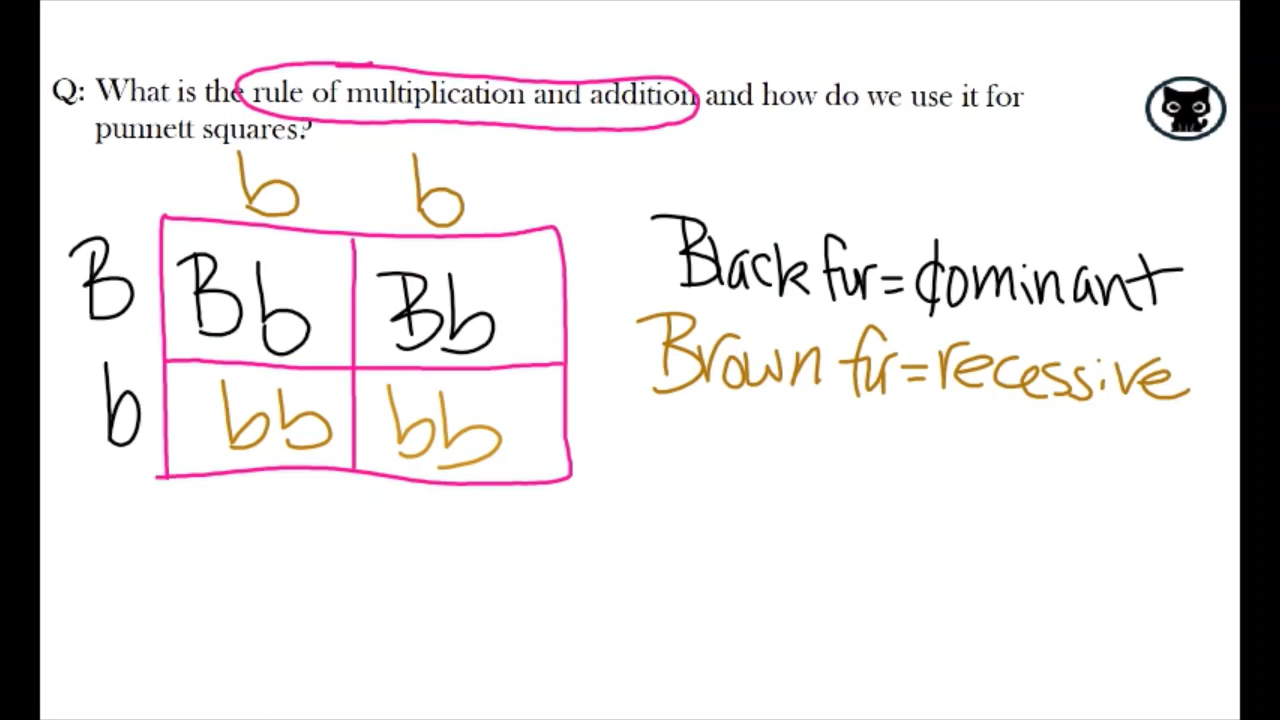 Q: What is the rule of multiplication and addition and how do we use it for
punnett squares?
b b
B Bb Bb
b bb bb
Black fur = dominant
Brown fur = recessive